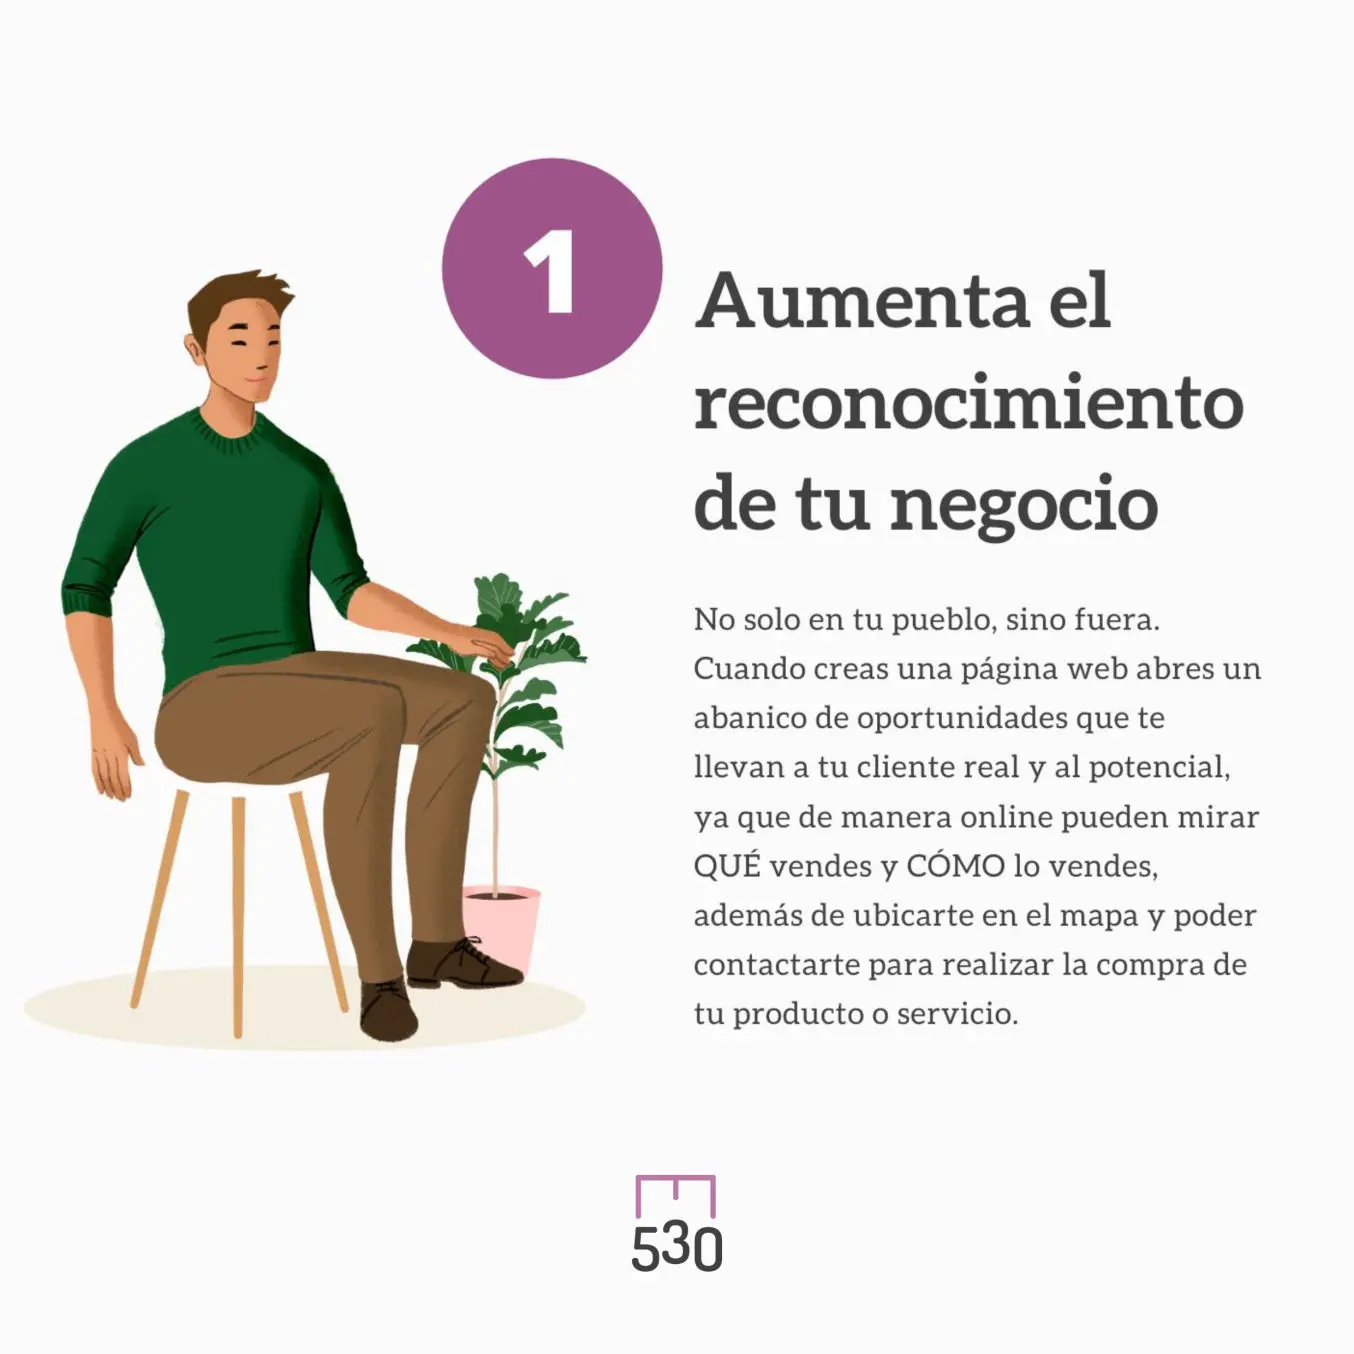 1
Aumenta el
reconocimiento
de tu negocio
No solo en tu pueblo, sino fuera.
Cuando creas una página web abres un
abanico de oportunidades que te
llevan a tu cliente real y al potencial,
ya que de manera online pueden mirar
QUÉ vendes y CÓMO lo vendes,
además de ubicarte en el mapa y poder
contactarte para realizar la compra de
tu producto o servicio.
530